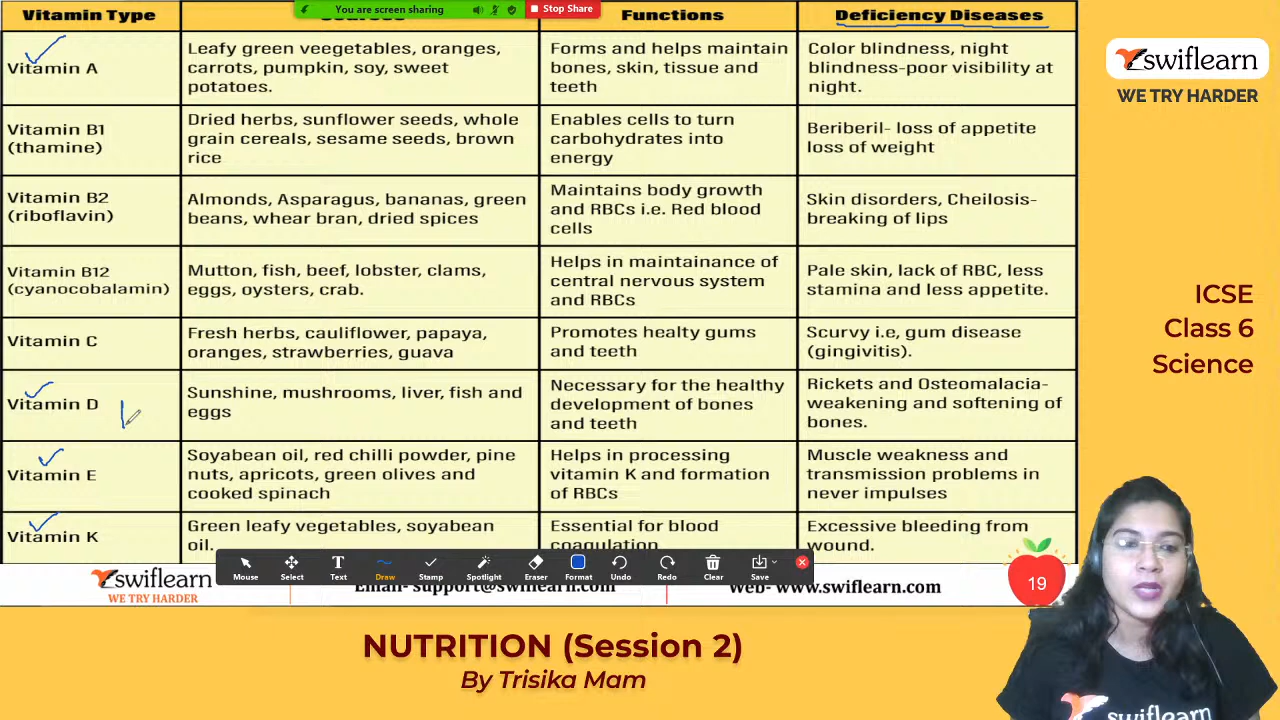 You are screen sharing
Stop Share
Vitamin Type
Functions
Deficiency Diseases
Vitamin A
Leafy green veegetables, oranges,
carrots, pumpkin, soy, sweet
potatoes.
Forms and helps maintain
bones, skin, tissue and
teeth
Color blindness, night
blindness-poor visibility at
night.
Vitamin B1
(thamine)
Dried herbs, sunflower seeds, whole
grain cereals, sesame seeds, brown
rice
Enables cells to turn
carbohydrates into
energy
Beriberil- loss of appetite
loss of weight
Vitamin B2
(riboflavin)
Almonds, Asparagus, bananas, green
beans, whear bran, dried spices
Maintains body growth
and RBCs i.e. Red blood
cells
Skin disorders, Cheilosis-
breaking of lips
Vitamin B12
(cyanocobalamin)
Mutton, fish, beef, lobster, clams,
eggs, oysters, crab.
Helps in maintainance of
central nervous system
and RBCs
Pale skin, lack of RBC, less
stamina and less appetite.
Vitamin C
Fresh herbs, cauliflower, papaya,
oranges, strawberries, guava
Promotes healty gums
and teeth
Scurvy i.e, gum disease
(gingivitis).
Vitamin D
Sunshine, mushrooms, liver, fish and
eggs
Necessary for the healthy
development of bones
and teeth
Rickets and Osteomalacia-
weakening and softening of
bones.
Vitamin E
Soyabean oil, red chilli powder, pine
nuts, apricots, green olives and
cooked spinach
Helps in processing
vitamin K and formation
of RBCs
Muscle weakness and
transmission problems in
never impulses
Vitamin K
Green leafy vegetables, soyabean
oil.
Essential for blood
coagulation
Excessive bleeding from
wound.
Mouse
Select
Text
Draw
Stamp
Spotlight
Eraser
Format
Undo
Redo
Clear
Save
swiflearn
WE TRY HARDER
Email- support@swiflearn.com
Web- www.swiflearn.com
19
swiflearn
WE TRY HARDER
ICSE
Class 6
Science
swiflearn
NUTRITION (Session 2)
By Trisika Mam